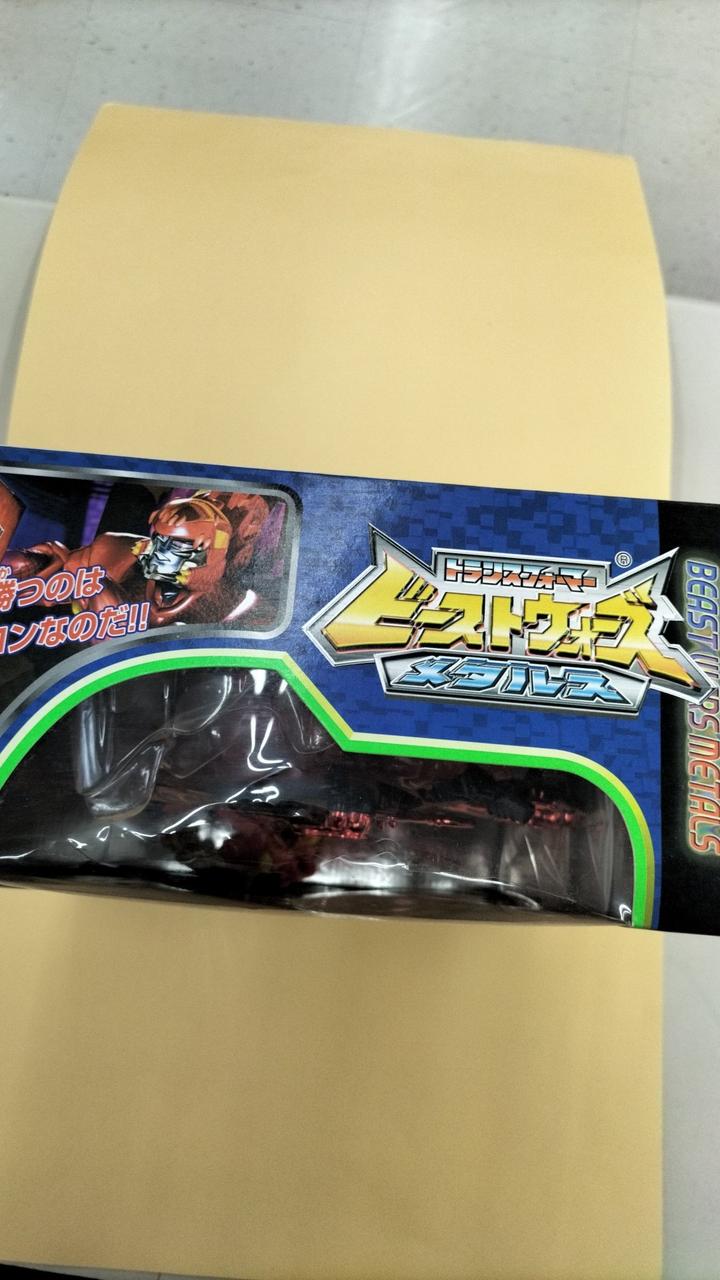 勝つのは
コンなのだ!!
トランスフォーマー
®
ビーストウォーズ
メタルス
BEAST WARS METALS